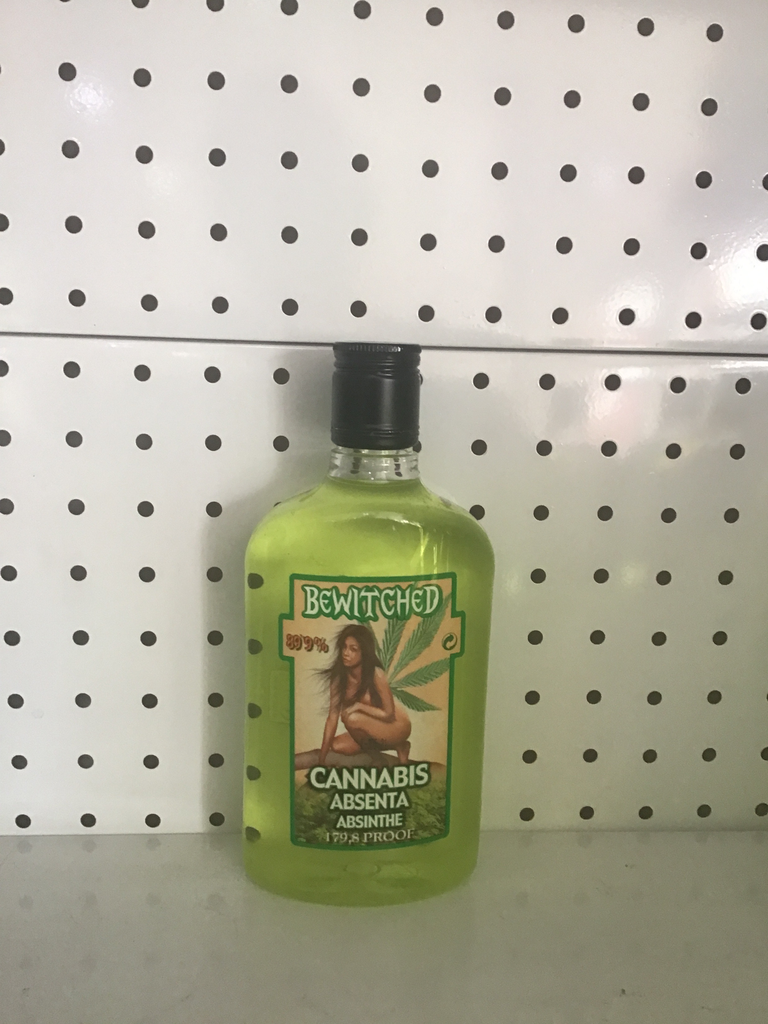 BEWITCHED
89'9%
CANNABIS
ABSENTA
ABSINTHE
179,8 PROOF